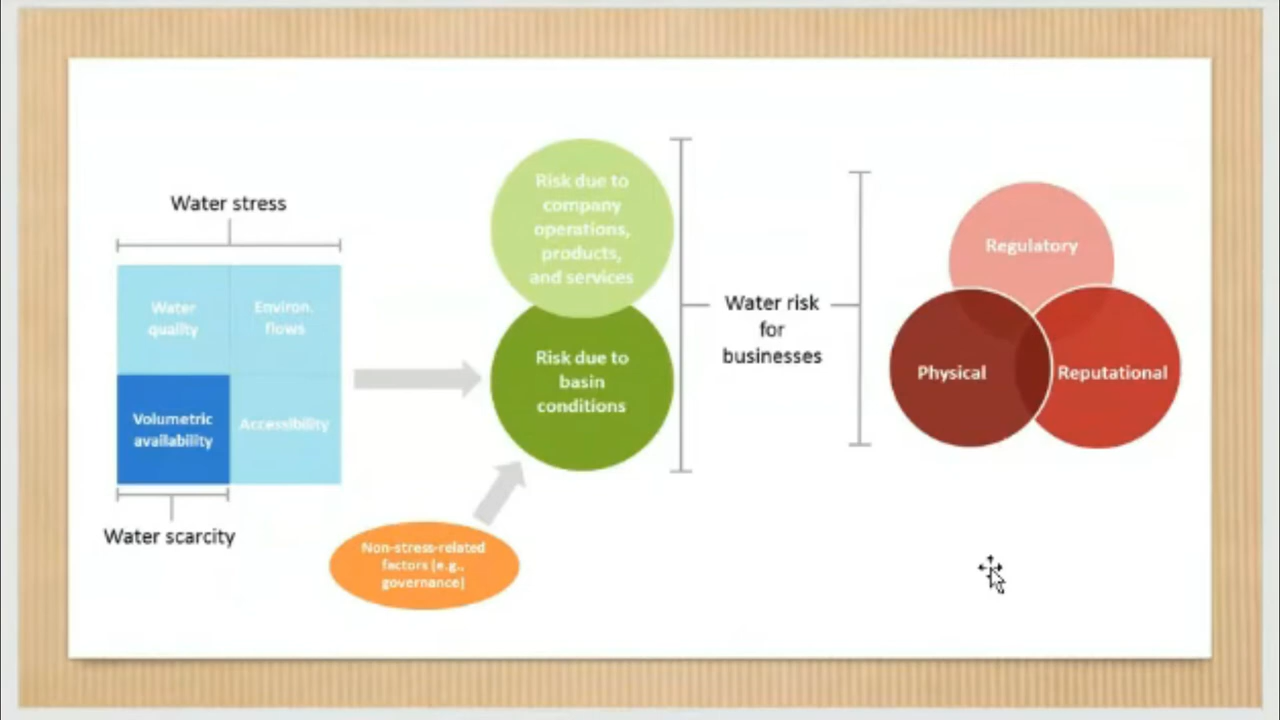 Water stress
Water
quality
Environ.
flows
Volumetric
availability
Accessibility
Water scarcity
Non-stress-related
factors (e.g.,
governance)
Risk due to
company
operations,
products,
and services
Risk due to
basin
conditions
Water risk
for
businesses
Regulatory
Physical
Reputational